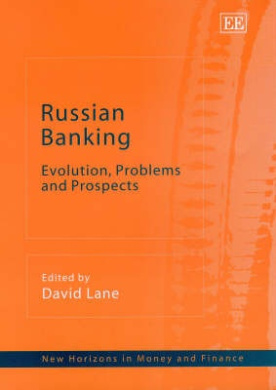 EE
Russian
Banking
Evolution, Problems
and Prospects
Edited by
David Lane
New Horizons in Money and Finance